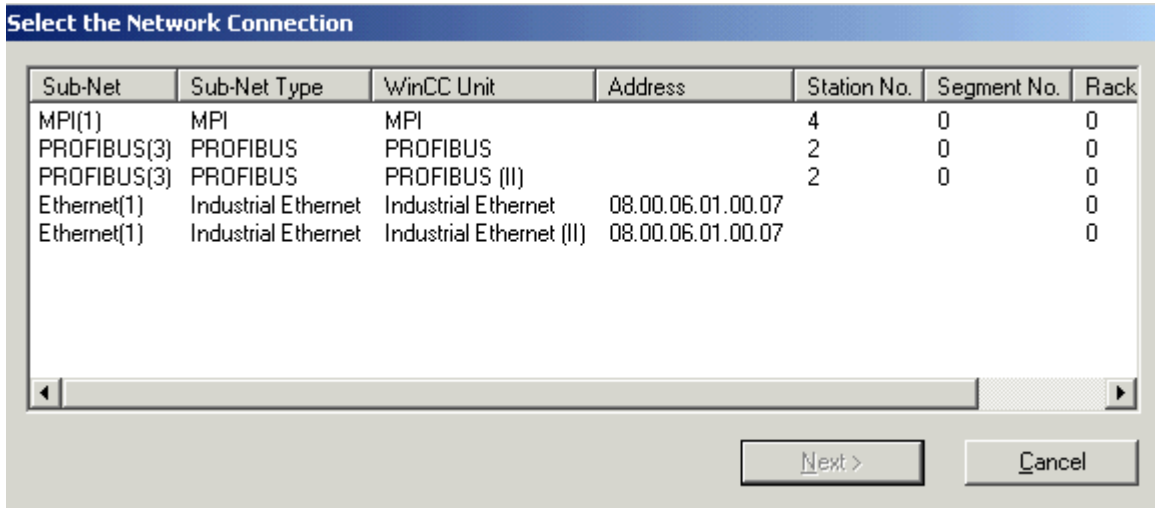 Select the Network Connection
Sub-Net Sub-Net Type WinCC Unit Address Station No. Segment No. Rack
MPI(1) MPI MPI 4 0 0
PROFIBUS(3) PROFIBUS PROFIBUS 2 0 0
PROFIBUS(3) PROFIBUS PROFIBUS (II) 2 0 0
Ethernet(1) Industrial Ethernet Industrial Ethernet 08.00.06.01.00.07 0
Ethernet(1) Industrial Ethernet Industrial Ethernet (II) 08.00.06.01.00.07 0
Next > Cancel